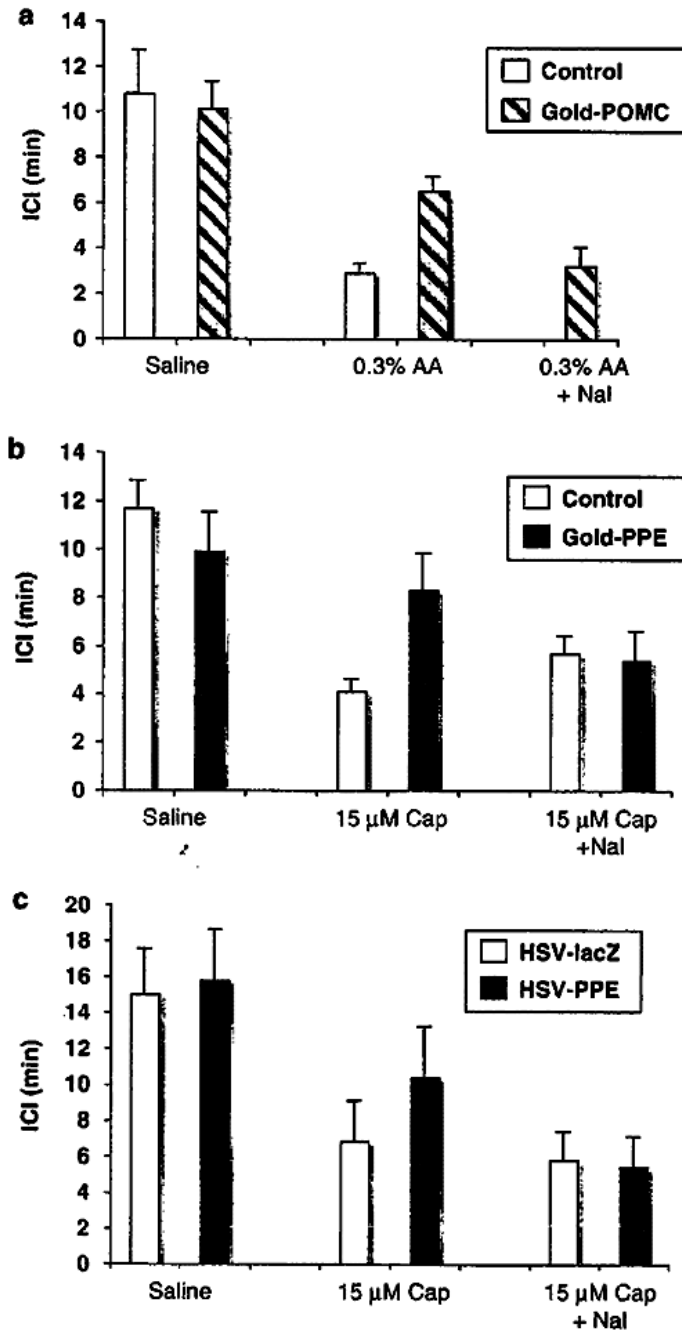 a
14
12
10
8
6
4
2
0
ICI (min)
Control
Gold-POMC
Saline
0.3% AA
0.3% AA
+ Nal
b
14
12
10
8
6
4
2
0
ICI (min)
Control
Gold-PPE
Saline
15 µM Cap
15 µM Cap
+Nal
c
20
18
16
14
12
10
8
6
4
2
0
ICI (min)
HSV-lacZ
HSV-PPE
Saline
15 µM Cap
15 µM Cap
+ Nal